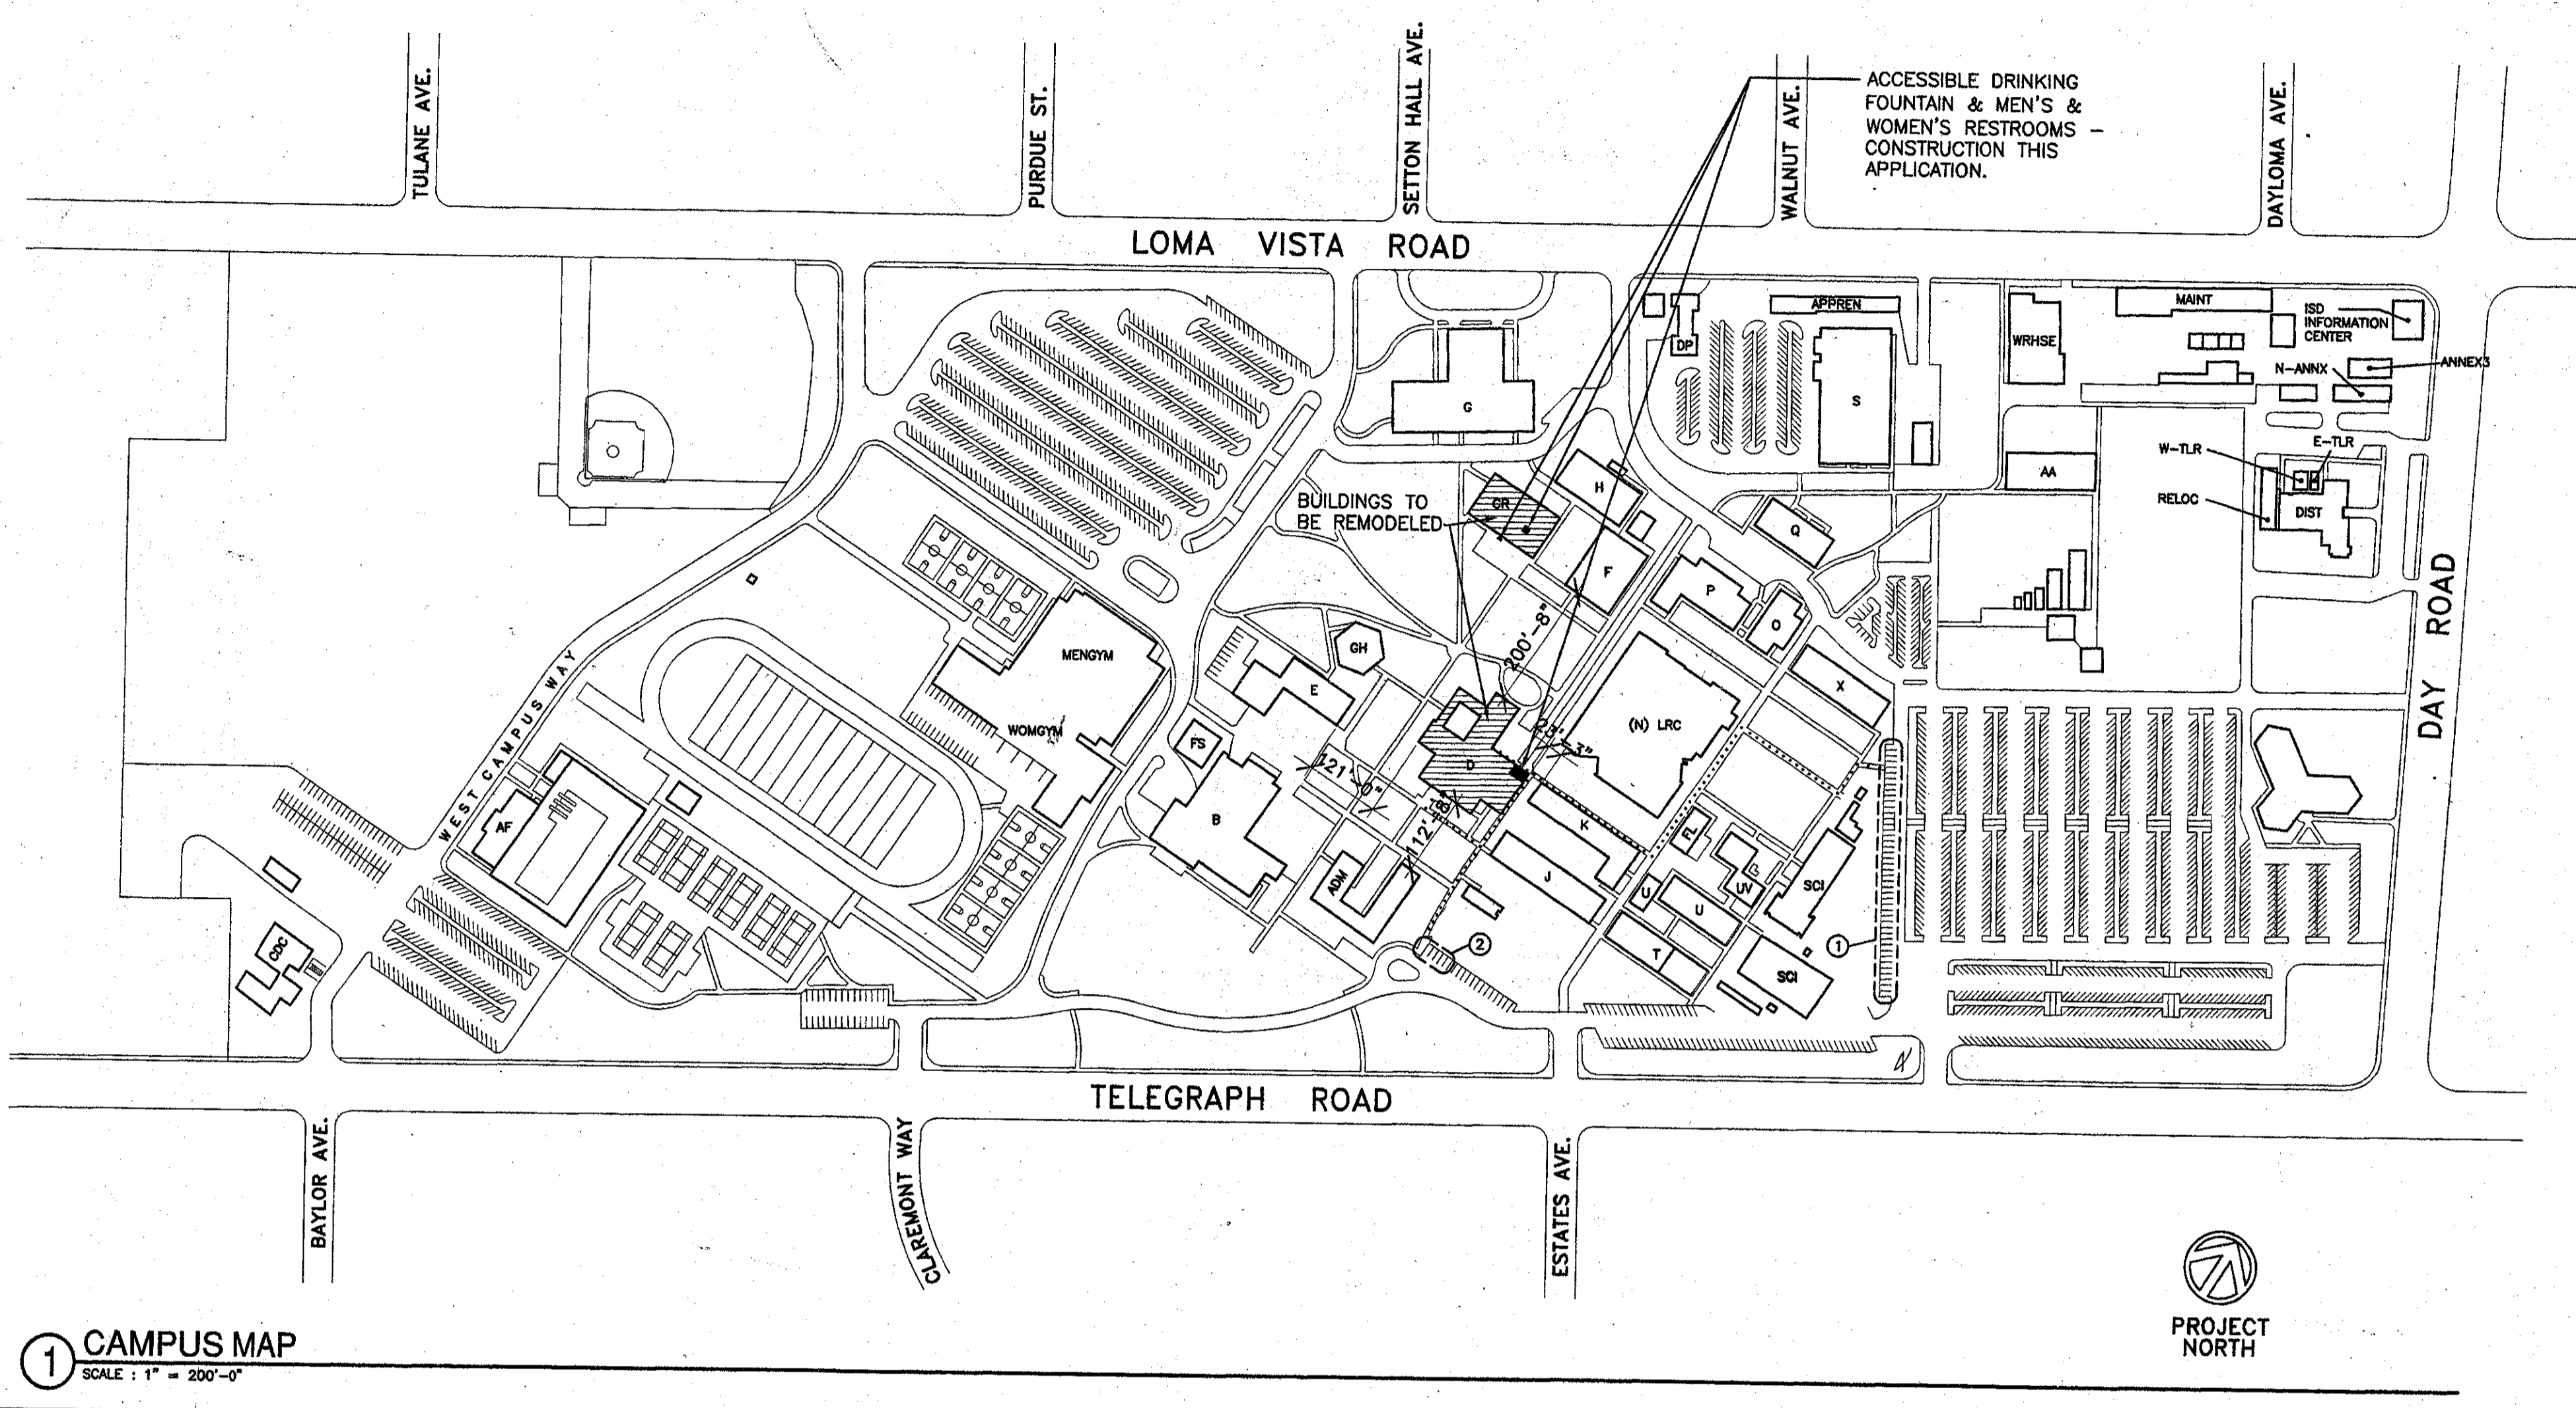 TULANE AVE.
PURDUE ST.
SETTON HALL AVE.
WALNUT AVE.
DAYLOMA AVE.
ACCESSIBLE DRINKING
FOUNTAIN & MEN'S &
WOMEN'S RESTROOMS –
CONSTRUCTION THIS
APPLICATION.
LOMA VISTA ROAD
APPREN
MAINT
ISD
INFORMATION
CENTER
DP
WRHSE
N-ANNX
ANNEX3
G
S
W-TLR
E-TLR
AA
RELOC
DIST
BUILDINGS TO
BE REMODELED
GR
H
Q
F
P
O
200'-8"
DAY ROAD
MENGYM
GH
E
X
WEST CAMPUS WAY
WOMGYM
FS
(N) LRC
23'-3"
121'-0"
D
B
AF
112'
K
FL
J
ADM
SCI
UV
U
U
T
SCI
CDC
1
2
TELEGRAPH ROAD
BAYLOR AVE.
CLAREMONT WAY
ESTATES AVE.
PROJECT
NORTH
1
CAMPUS MAP
SCALE : 1" = 200'-0"